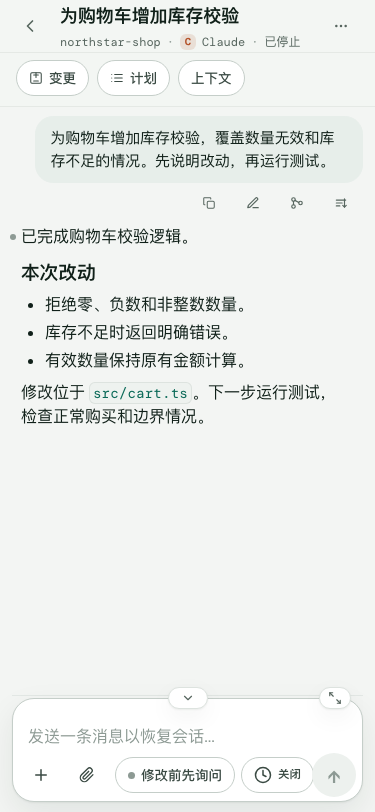 为购物车增加库存校验
northstar-shop · C Claude · 已停止
变更 计划 上下文
为购物车增加库存校验，覆盖数量无效和库
存不足的情况。先说明改动，再运行测试。
已完成购物车校验逻辑。
本次改动
• 拒绝零、负数和非整数数量。
• 库存不足时返回明确错误。
• 有效数量保持原有金额计算。
修改位于 src/cart.ts。下一步运行测试，
检查正常购买和边界情况。
发送一条消息以恢复会话…
修改前先询问 关闭